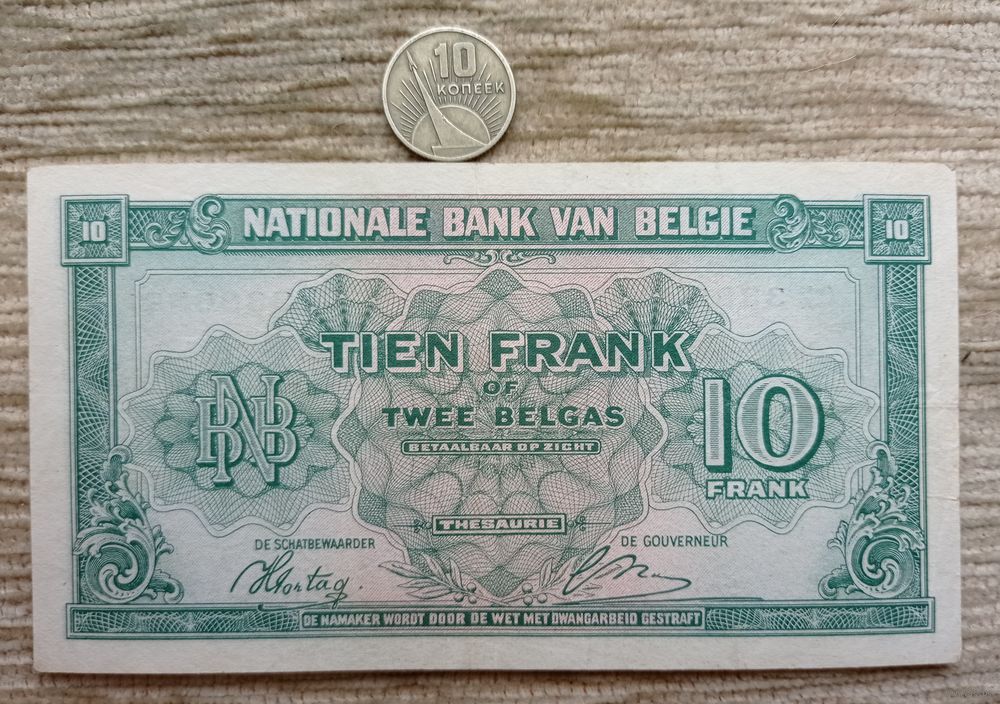 10
КОПЕЕК
10
NATIONALE BANK VAN BELGIE
10
TIEN FRANK
OF
TWEE BELGAS
BETAALBAAR OP ZICHT
BNB
10
FRANK
THESAURIE
DE SCHATBEWAARDER
DE GOUVERNEUR
DE NAMAKER WORDT DOOR DE WET MET DWANGARBEID GESTRAFT